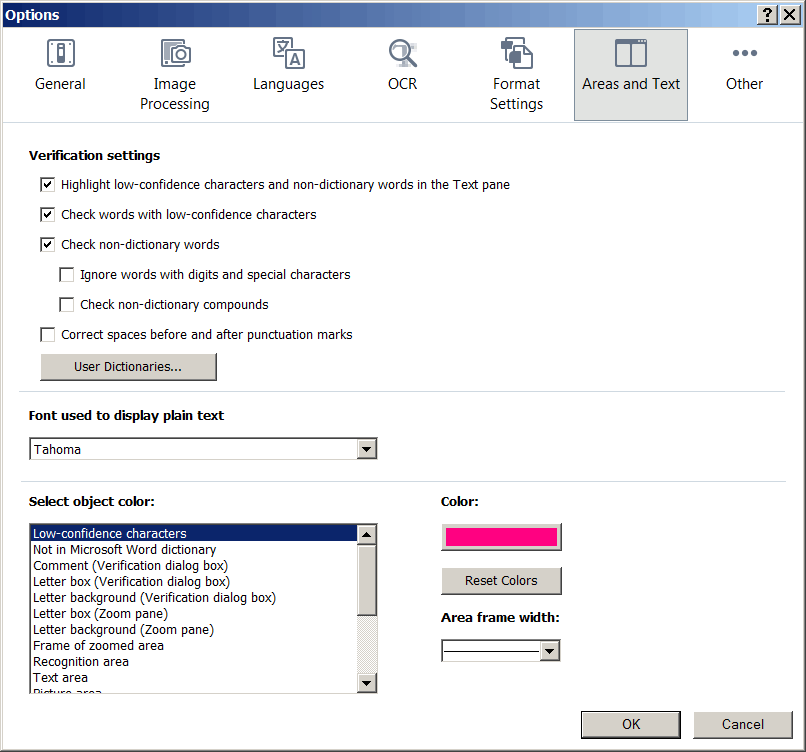 Options
General
Image
Processing
Languages
OCR
Format
Settings
Areas and Text
Other
Verification settings
Highlight low-confidence characters and non-dictionary words in the Text pane
Check words with low-confidence characters
Check non-dictionary words
Ignore words with digits and special characters
Check non-dictionary compounds
Correct spaces before and after punctuation marks
User Dictionaries...
Font used to display plain text
Tahoma
Select object color:
Low-confidence characters
Not in Microsoft Word dictionary
Comment (Verification dialog box)
Letter box (Verification dialog box)
Letter background (Verification dialog box)
Letter box (Zoom pane)
Letter background (Zoom pane)
Frame of zoomed area
Recognition area
Text area
Picture area
Color:
Reset Colors
Area frame width:
OK
Cancel